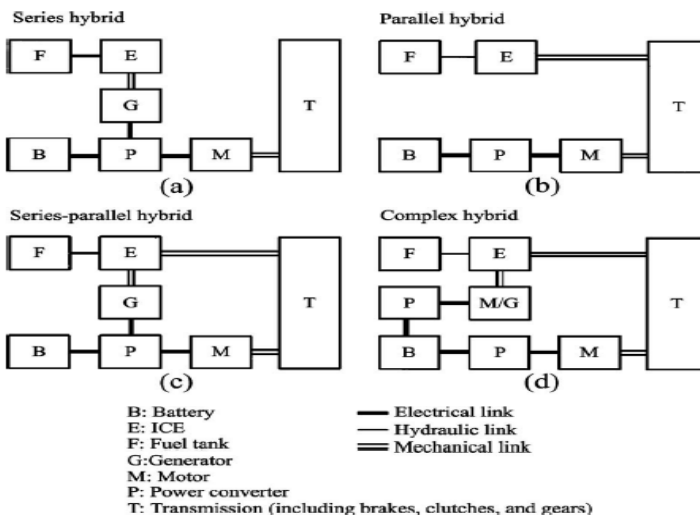 Series hybrid
Parallel hybrid
F E
F E
G
T
T
B P M
B P M
(a)
(b)
Series-parallel hybrid
Complex hybrid
F E
F E
G
T
P M/G
T
B P M
B P M
(c)
(d)
B: Battery
E: ICE
F: Fuel tank
G:Generator
M: Motor
P: Power converter
T: Transmission (including brakes, clutches, and gears)
Electrical link
Hydraulic link
Mechanical link